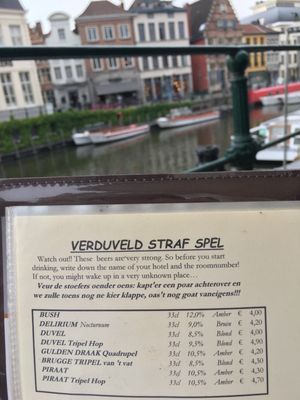 VERDUVELD STRAF SPEL
Watch out!! These beers are very strong. So before you start
drinking, write down the name of your hotel and the roomnumber!
If not, you might wake up in a very unknown place…
Veur de stoefers oender oens: kapt'er een poar achterover en
we zulle toens nog ne kier klappe, oas't nog goat vaneigens!!!
BUSH 33cl 12,0% Amber € 4,00
DELIRIUM Nocturnum 33cl 9,0% Bruin € 4,20
DUVEL 33cl 8,5% Blond € 4,00
DUVEL Tripel Hop 33cl 9,5% Blond € 4,90
GULDEN DRAAK Quadrupel 33cl 10,5% Amber € 4,20
BRUGGE TRIPEL van 't vat 33cl 8,5% Blond € 4,30
PIRAAT 33cl 10,5% Amber € 4,30
PIRAAT Tripel Hop 33cl 10,5% Amber € 4,70